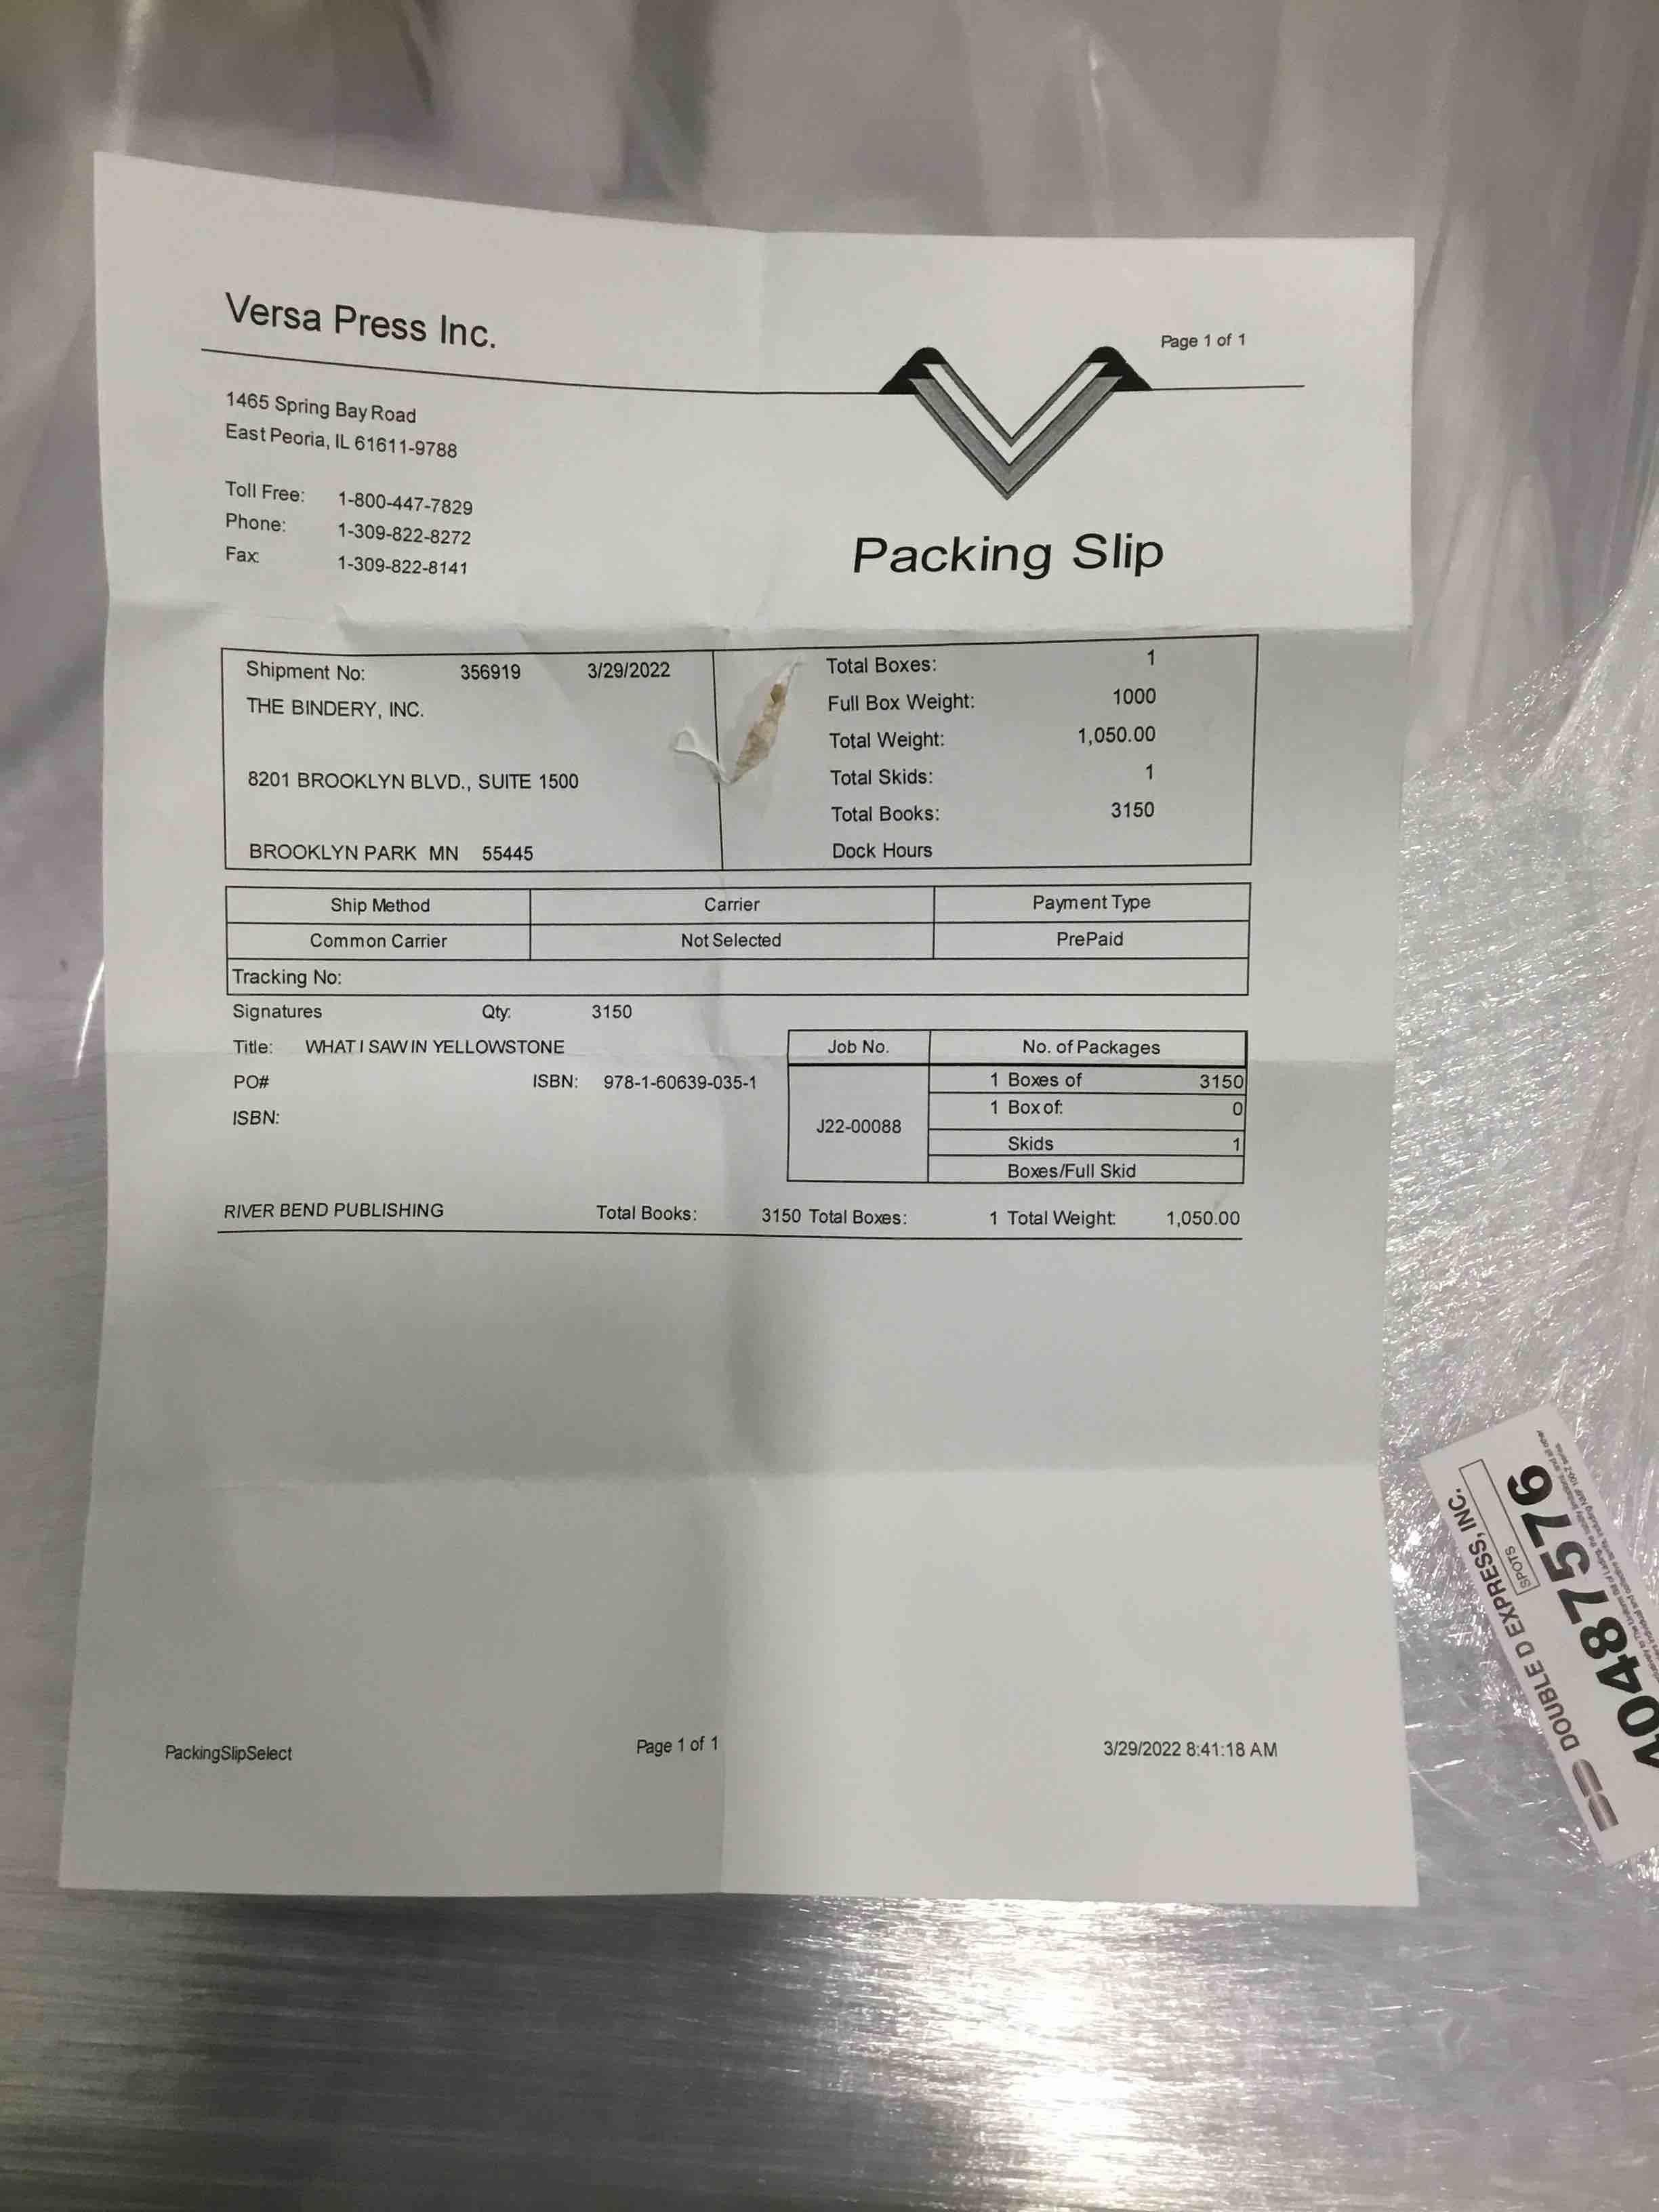 Versa Press Inc.
Page 1 of 1
1465 Spring Bay Road
East Peoria, IL 61611-9788
Toll Free: 1-800-447-7829
Phone: 1-309-822-8272
Fax: 1-309-822-8141
Packing Slip
Shipment No: 356919 3/29/2022
THE BINDERY, INC.
8201 BROOKLYN BLVD., SUITE 1500
BROOKLYN PARK MN 55445
Total Boxes: 1
Full Box Weight: 1000
Total Weight: 1,050.00
Total Skids: 1
Total Books: 3150
Dock Hours
Ship Method Carrier Payment Type
Common Carrier Not Selected PrePaid
Tracking No:
Signatures Qty: 3150
Title: WHAT I SAW IN YELLOWSTONE
PO# ISBN: 978-1-60639-035-1
ISBN:
Job No. No. of Packages
J22-00088
1 Boxes of 3150
1 Box of: 0
Skids 1
Boxes/Full Skid
RIVER BEND PUBLISHING Total Books: 3150 Total Boxes: 1 Total Weight: 1,050.00
PackingSlipSelect Page 1 of 1 3/29/2022 8:41:18 AM
DOUBLE D EXPRESS, INC.
SPOTS
04875576